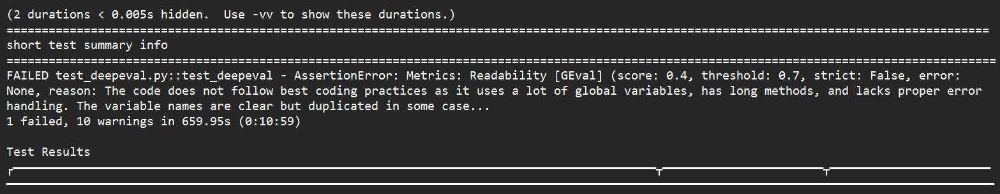 (2 durations < 0.005s hidden.  Use -vv to show these durations.)
=============================================================================================================================================
short test summary info
==============================================================================================================================================
FAILED test_deepeval.py::test_deepeval - AssertionError: Metrics: Readability [GEval] (score: 0.4, threshold: 0.7, strict: False, error:
None, reason: The code does not follow best coding practices as it uses a lot of global variables, has long methods, and lacks proper error
handling. The variable names are clear but duplicated in some case...
1 failed, 10 warnings in 659.95s (0:10:59)
Test Results